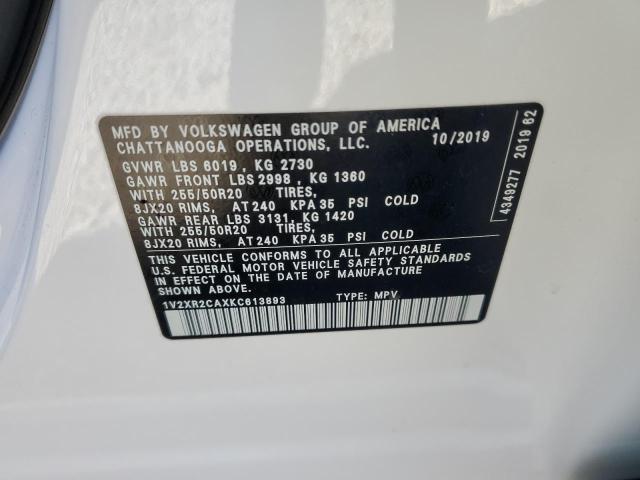 MFD BY VOLKSWAGEN GROUP OF AMERICA
CHATTANOOGA OPERATIONS, LLC. 10/2019
GVWR LBS 6019 , KG 2730
GAWR FRONT LBS 2998 , KG 1360
WITH 255/50R20 TIRES,
8JX20 RIMS, AT 240 KPA 35 PSI COLD
GAWR REAR LBS 3131, KG 1420
WITH 255/50R20 TIRES,
8JX20 RIMS, AT 240 KPA 35 PSI COLD
THIS VEHICLE CONFORMS TO ALL APPLICABLE
U.S. FEDERAL MOTOR VEHICLE SAFETY STANDARDS
IN EFFECT ON THE DATE OF MANUFACTURE
SHOWN ABOVE.
1V2XR2CAXKC613893 TYPE: MPV
4349277 2019 62